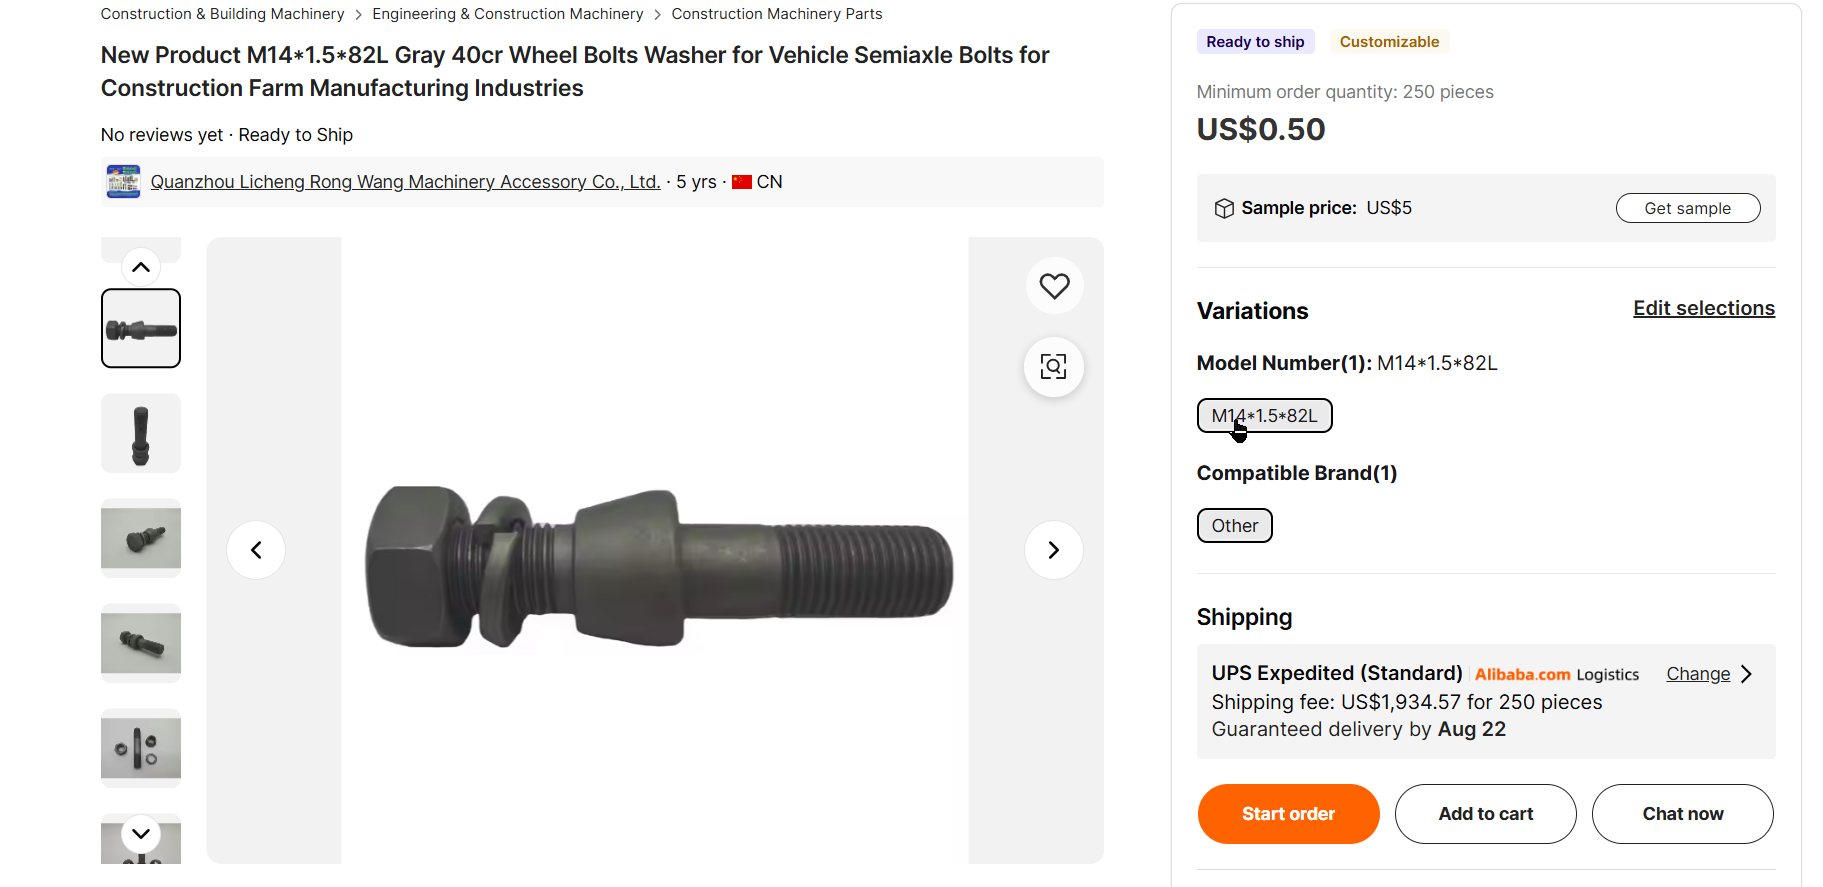 Construction & Building Machinery > Engineering & Construction Machinery > Construction Machinery Parts
New Product M14*1.5*82L Gray 40cr Wheel Bolts Washer for Vehicle Semiaxle Bolts for
Construction Farm Manufacturing Industries
No reviews yet · Ready to Ship
Quanzhou Licheng Rong Wang Machinery Accessory Co., Ltd. · 5 yrs · CN
Ready to ship
Customizable
Minimum order quantity: 250 pieces
US$0.50
Sample price: US$5
Get sample
Variations
Edit selections
Model Number(1): M14*1.5*82L
M14*1.5*82L
Compatible Brand(1)
Other
Shipping
UPS Expedited (Standard) Alibaba.com Logistics
Change
Shipping fee: US$1,934.57 for 250 pieces
Guaranteed delivery by Aug 22
Start order
Add to cart
Chat now